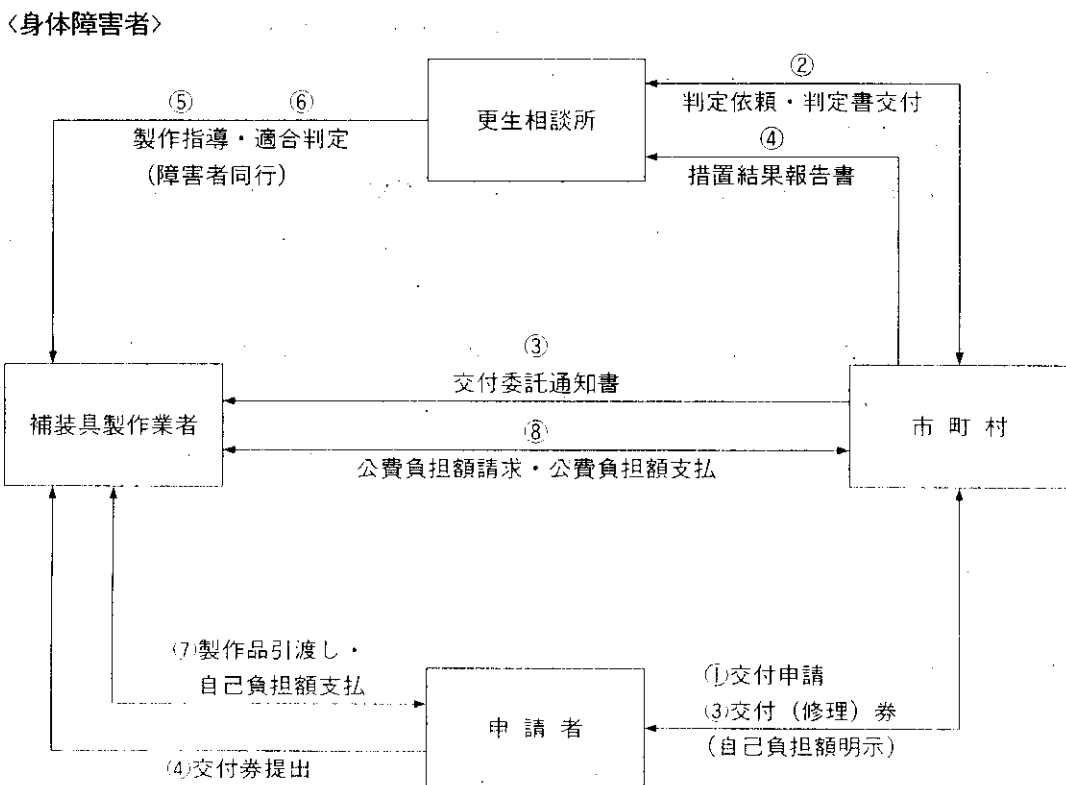 〈身体障害者〉
②
判定依頼・判定書交付
⑤ ⑥
製作指導・適合判定
(障害者同行)
更生相談所
④
措置結果報告書
③
交付委託通知書
補装具製作業者
市町村
⑧
公費負担額請求・公費負担額支払
⑦製作品引渡し・
自己負担額支払
①交付申請
③交付（修理）券
(自己負担額明示)
申請者
④交付券提出